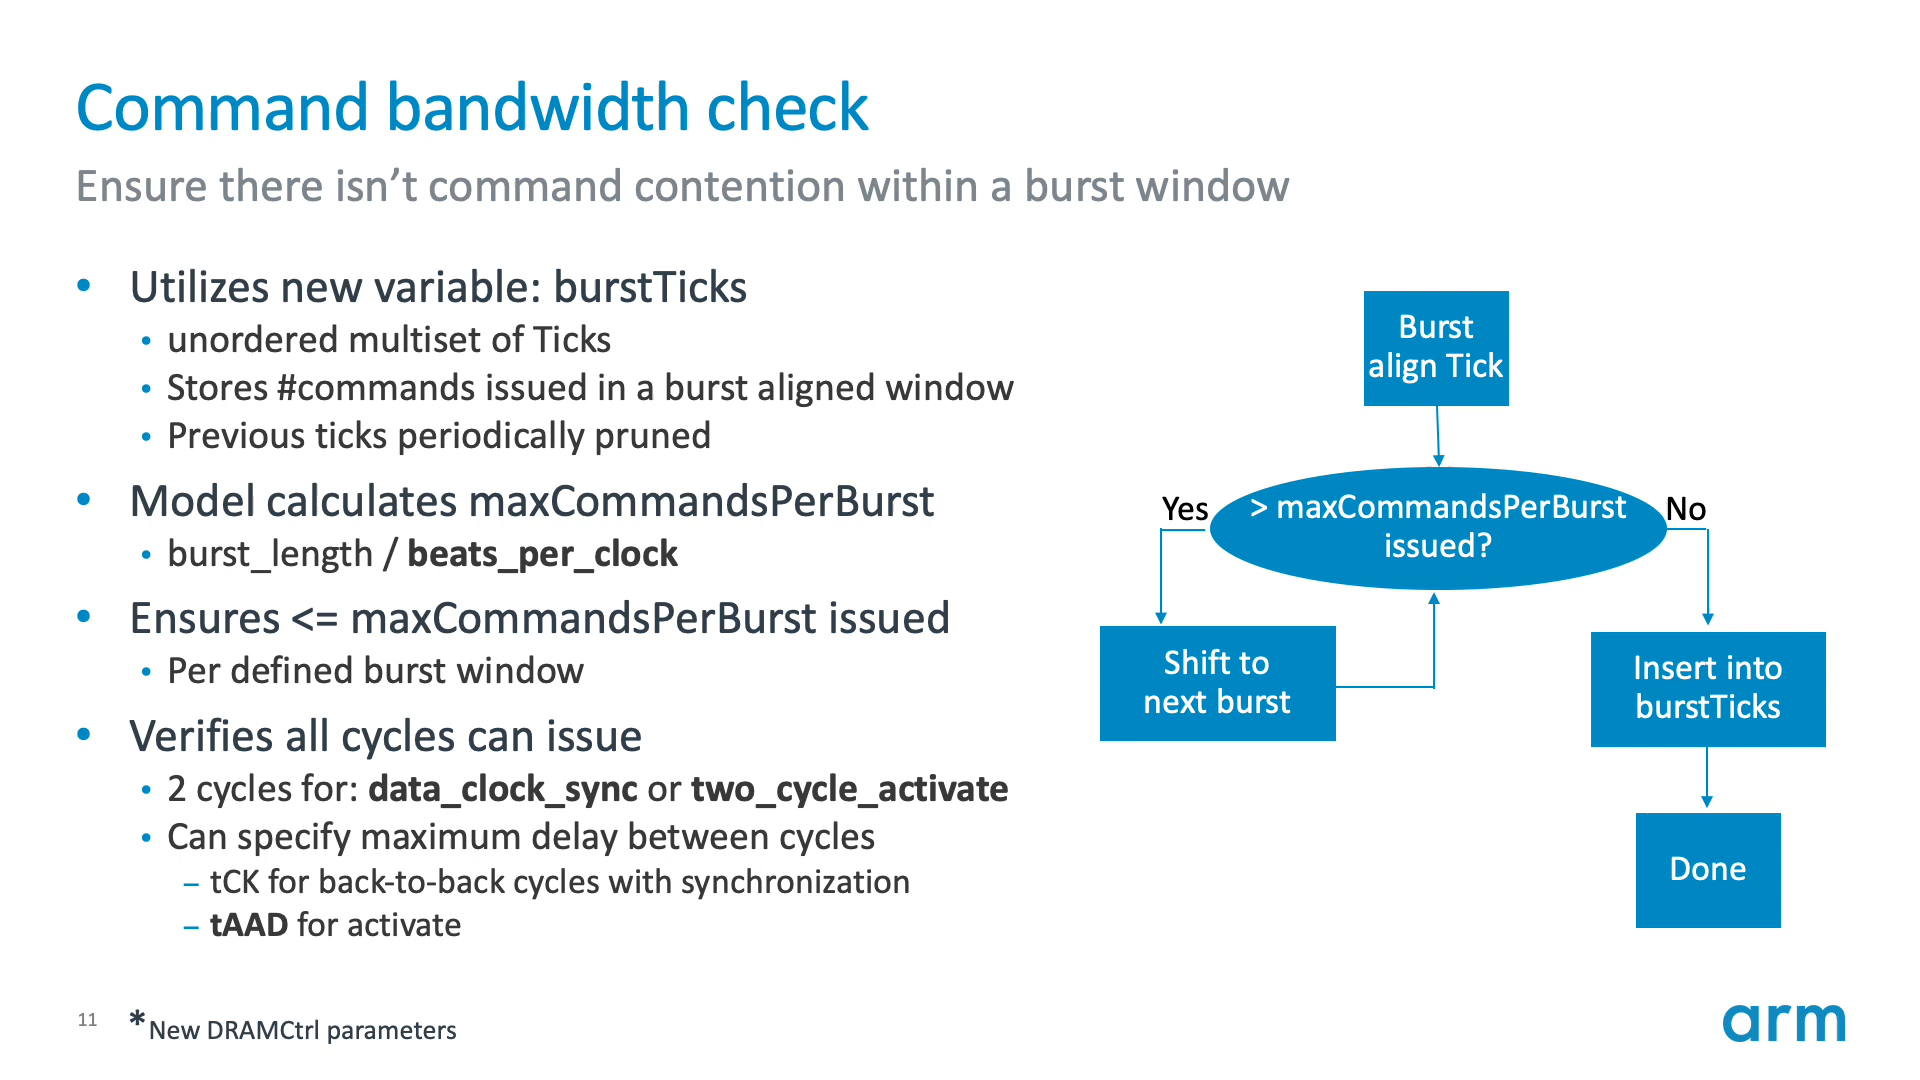 Command bandwidth check
Ensure there isn’t command contention within a burst window
• Utilizes new variable: burstTicks
• unordered multiset of Ticks
• Stores #commands issued in a burst aligned window
• Previous ticks periodically pruned
• Model calculates maxCommandsPerBurst
• burst_length / beats_per_clock
• Ensures <= maxCommandsPerBurst issued
• Per defined burst window
• Verifies all cycles can issue
• 2 cycles for: data_clock_sync or two_cycle_activate
• Can specify maximum delay between cycles
– tCK for back-to-back cycles with synchronization
– tAAD for activate
Burst
align Tick
Yes
> maxCommandsPerBurst
issued?
No
Shift to
next burst
Insert into
burstTicks
Done
11
*New DRAMCtrl parameters
arm